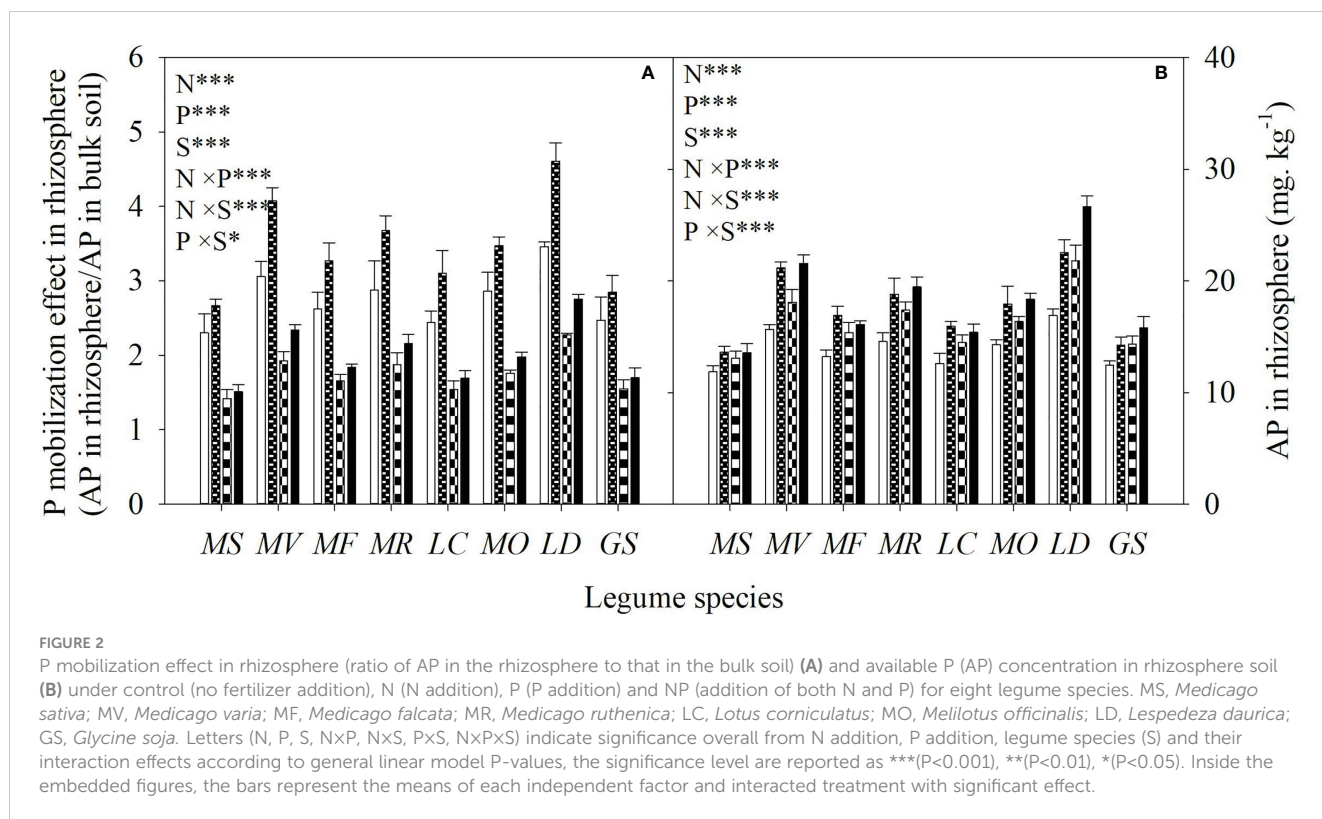 P mobilization effect in rhizosphere
(AP in rhizosphere/AP in bulk soil)
6
5
4
3
2
1
0
A
N***
P***
S***
N ×P***
N ×S***
P ×S*
MS MV MF MR LC MO LD GS
B
N***
P***
S***
N ×P***
N ×S***
P ×S***
MS MV MF MR LC MO LD GS
40
30
20
10
0
AP in rhizosphere (mg. kg-1)
Legume species
FIGURE 2
P mobilization effect in rhizosphere (ratio of AP in the rhizosphere to that in the bulk soil) (A) and available P (AP) concentration in rhizosphere soil
(B) under control (no fertilizer addition), N (N addition), P (P addition) and NP (addition of both N and P) for eight legume species. MS, Medicago
sativa; MV, Medicago varia; MF, Medicago falcata; MR, Medicago ruthenica; LC, Lotus corniculatus; MO, Melilotus officinalis; LD, Lespedeza daurica;
GS, Glycine soja. Letters (N, P, S, N×P, N×S, P×S, N×P×S) indicate significance overall from N addition, P addition, legume species (S) and their
interaction effects according to general linear model P-values, the significance level are reported as ***(P<0.001), **(P<0.01), *(P<0.05). Inside the
embedded figures, the bars represent the means of each independent factor and interacted treatment with significant effect.